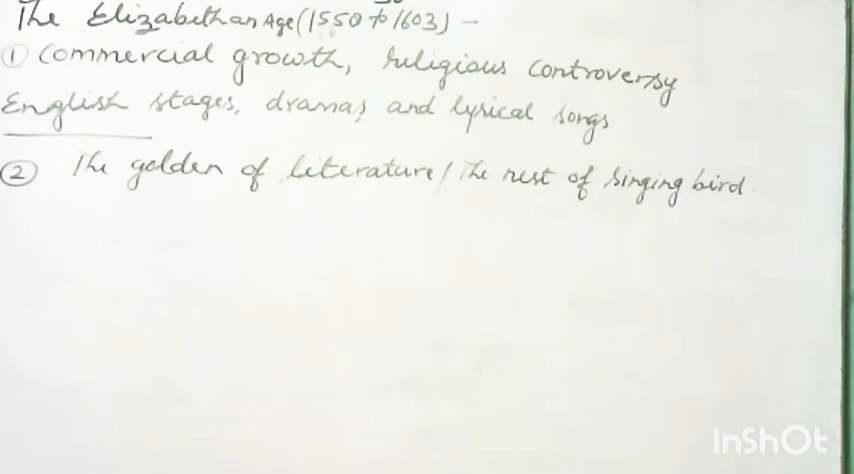 The Elizabethan Age (1550 to 1603) -
① Commercial growth, religious controversy
English stages, dramas and lyrical songs
② The golden of literature / The nest of singing bird.
InShOt